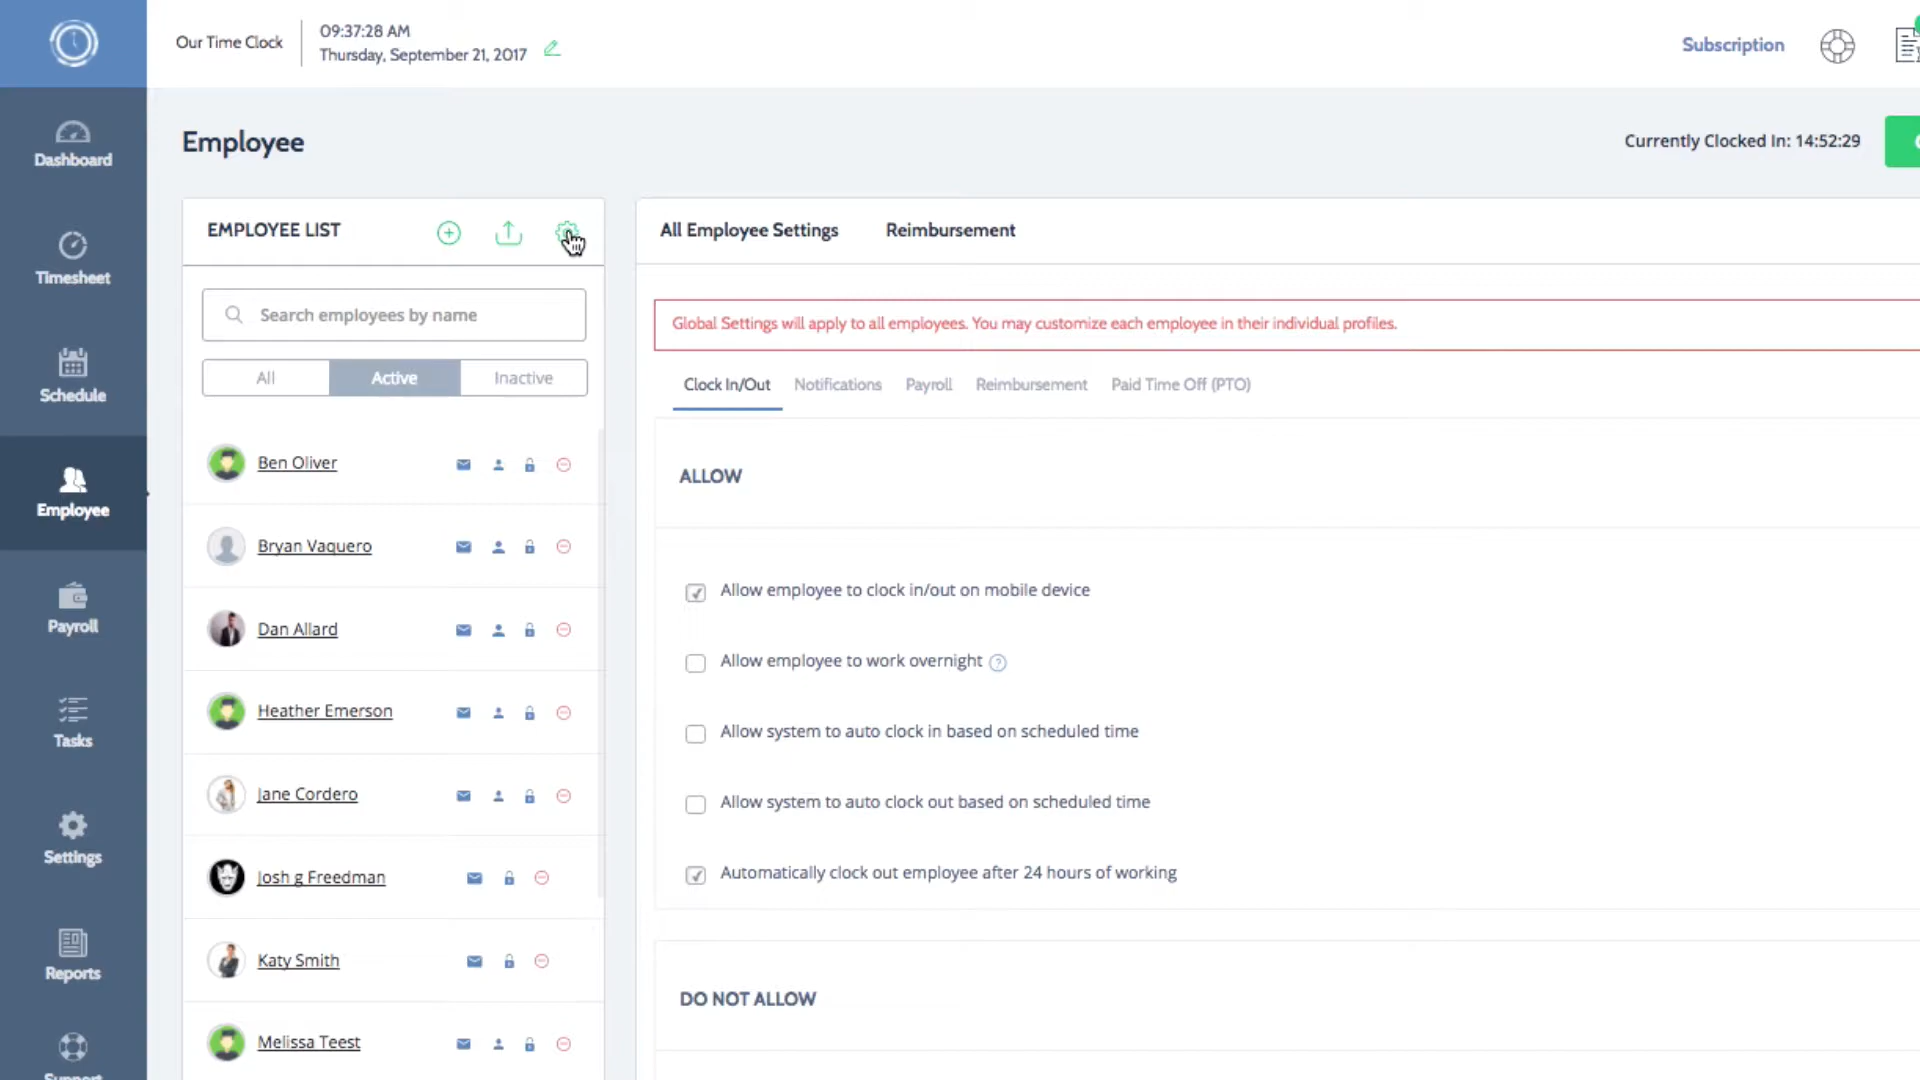 Our Time Clock
09:37:28 AM
Thursday, September 21, 2017
Subscription
Dashboard
Timesheet
Schedule
Employee
Payroll
Tasks
Settings
Reports
Employee
Currently Clocked In: 14:52:29
EMPLOYEE LIST
Search employees by name
All Active Inactive
Ben Oliver
Bryan Vaquero
Dan Allard
Heather Emerson
Jane Cordero
Josh g Freedman
Katy Smith
Melissa Teest
All Employee Settings Reimbursement
Global Settings will apply to all employees. You may customize each employee in their individual profiles.
Clock In/Out Notifications Payroll Reimbursement Paid Time Off (PTO)
ALLOW
Allow employee to clock in/out on mobile device
Allow employee to work overnight ?
Allow system to auto clock in based on scheduled time
Allow system to auto clock out based on scheduled time
Automatically clock out employee after 24 hours of working
DO NOT ALLOW